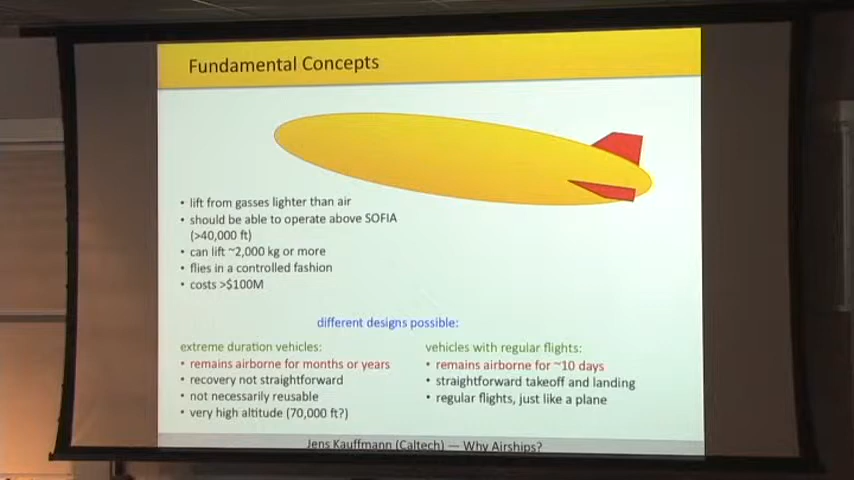 Fundamental Concepts
• lift from gasses lighter than air
• should be able to operate above SOFIA
(>40,000 ft)
• can lift ~2,000 kg or more
• flies in a controlled fashion
• costs >$100M
different designs possible:
extreme duration vehicles:
• remains airborne for months or years
• recovery not straightforward
• not necessarily reusable
• very high altitude (70,000 ft?)
vehicles with regular flights:
• remains airborne for ~10 days
• straightforward takeoff and landing
• regular flights, just like a plane
Jens Kauffmann (Caltech) — Why Airships?